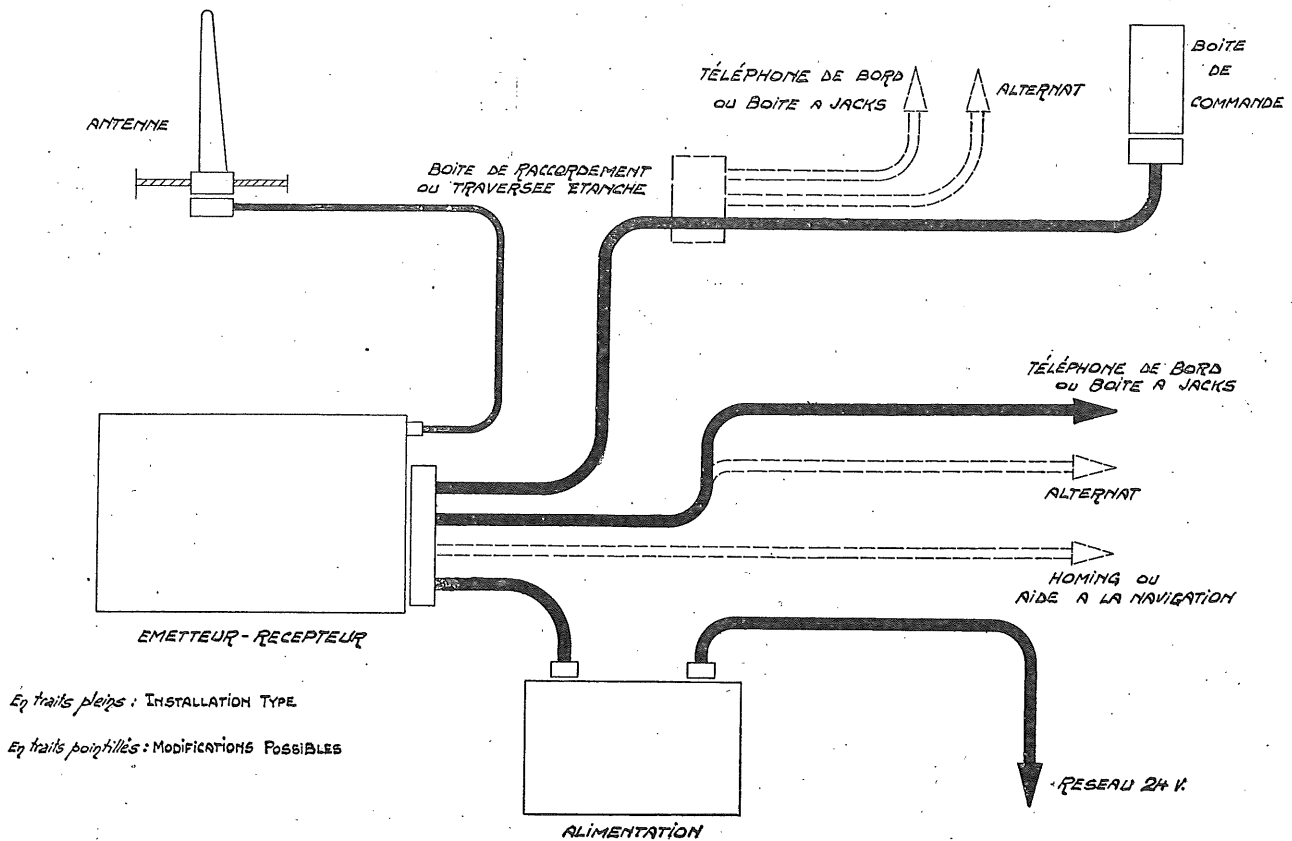 ANTENNE
TÉLÉPHONE DE BORD
OU BOITE A JACKS
ALTERNAT
BOITE
DE
COMMANDE
BOITE DE RACCORDEMENT
OU TRAVERSEE ETANCHE
TÉLÉPHONE DE BORD
OU BOITE A JACKS
ALTERNAT
HOMING OU
AIDE A LA NAVIGATION
EMETTEUR-RECEPTEUR
En traits pleins : INSTALLATION TYPE
En traits pointillés : MODIFICATIONS POSSIBLES
RESEAU 24 V.
ALIMENTATION